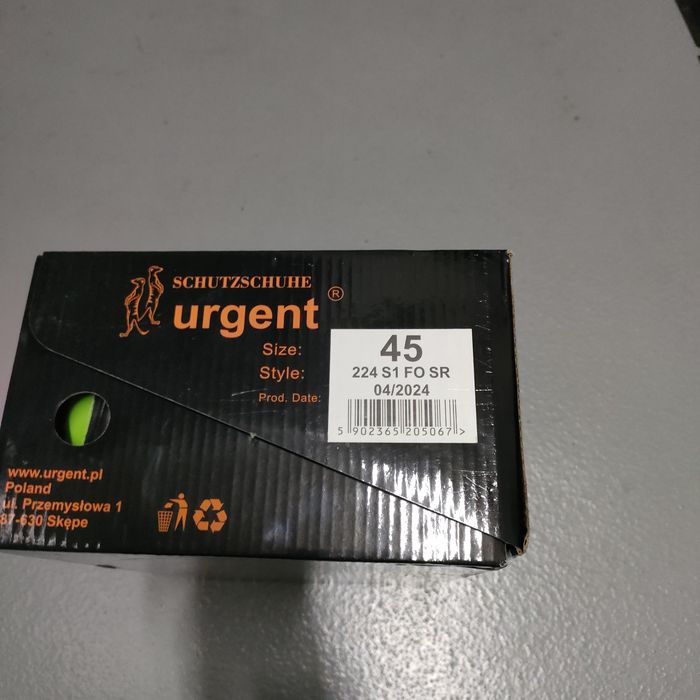 SCHUTZSCHUHE
urgent ®
Size: 45
Style: 224 S1 FO SR
Prod. Date: 04/2024
5 902365 205067 >
www.urgent.pl
Poland
ul. Przemysłowa 1
87-630 Skępe